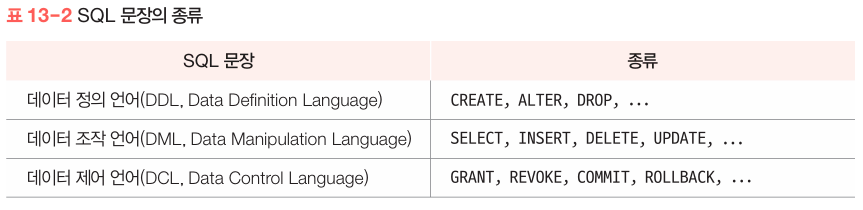 표 13-2 SQL 문장의 종류
SQL 문장 종류
데이터 정의 언어(DDL, Data Definition Language) CREATE, ALTER, DROP, ...
데이터 조작 언어(DML, Data Manipulation Language) SELECT, INSERT, DELETE, UPDATE, ...
데이터 제어 언어(DCL, Data Control Language) GRANT, REVOKE, COMMIT, ROLLBACK, ...